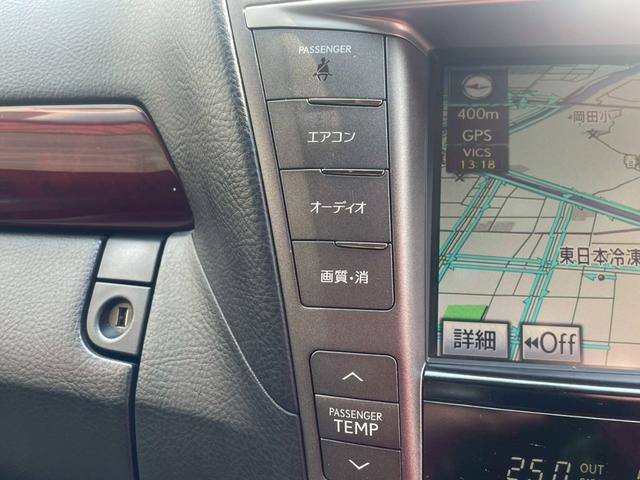 PASSENGER
エアコン
オーディオ
画質・消
PASSENGER
TEMP
400m
GPS
VICS
13:18
岡田小
東日本冷凍
詳細
Off
25.0 OUT